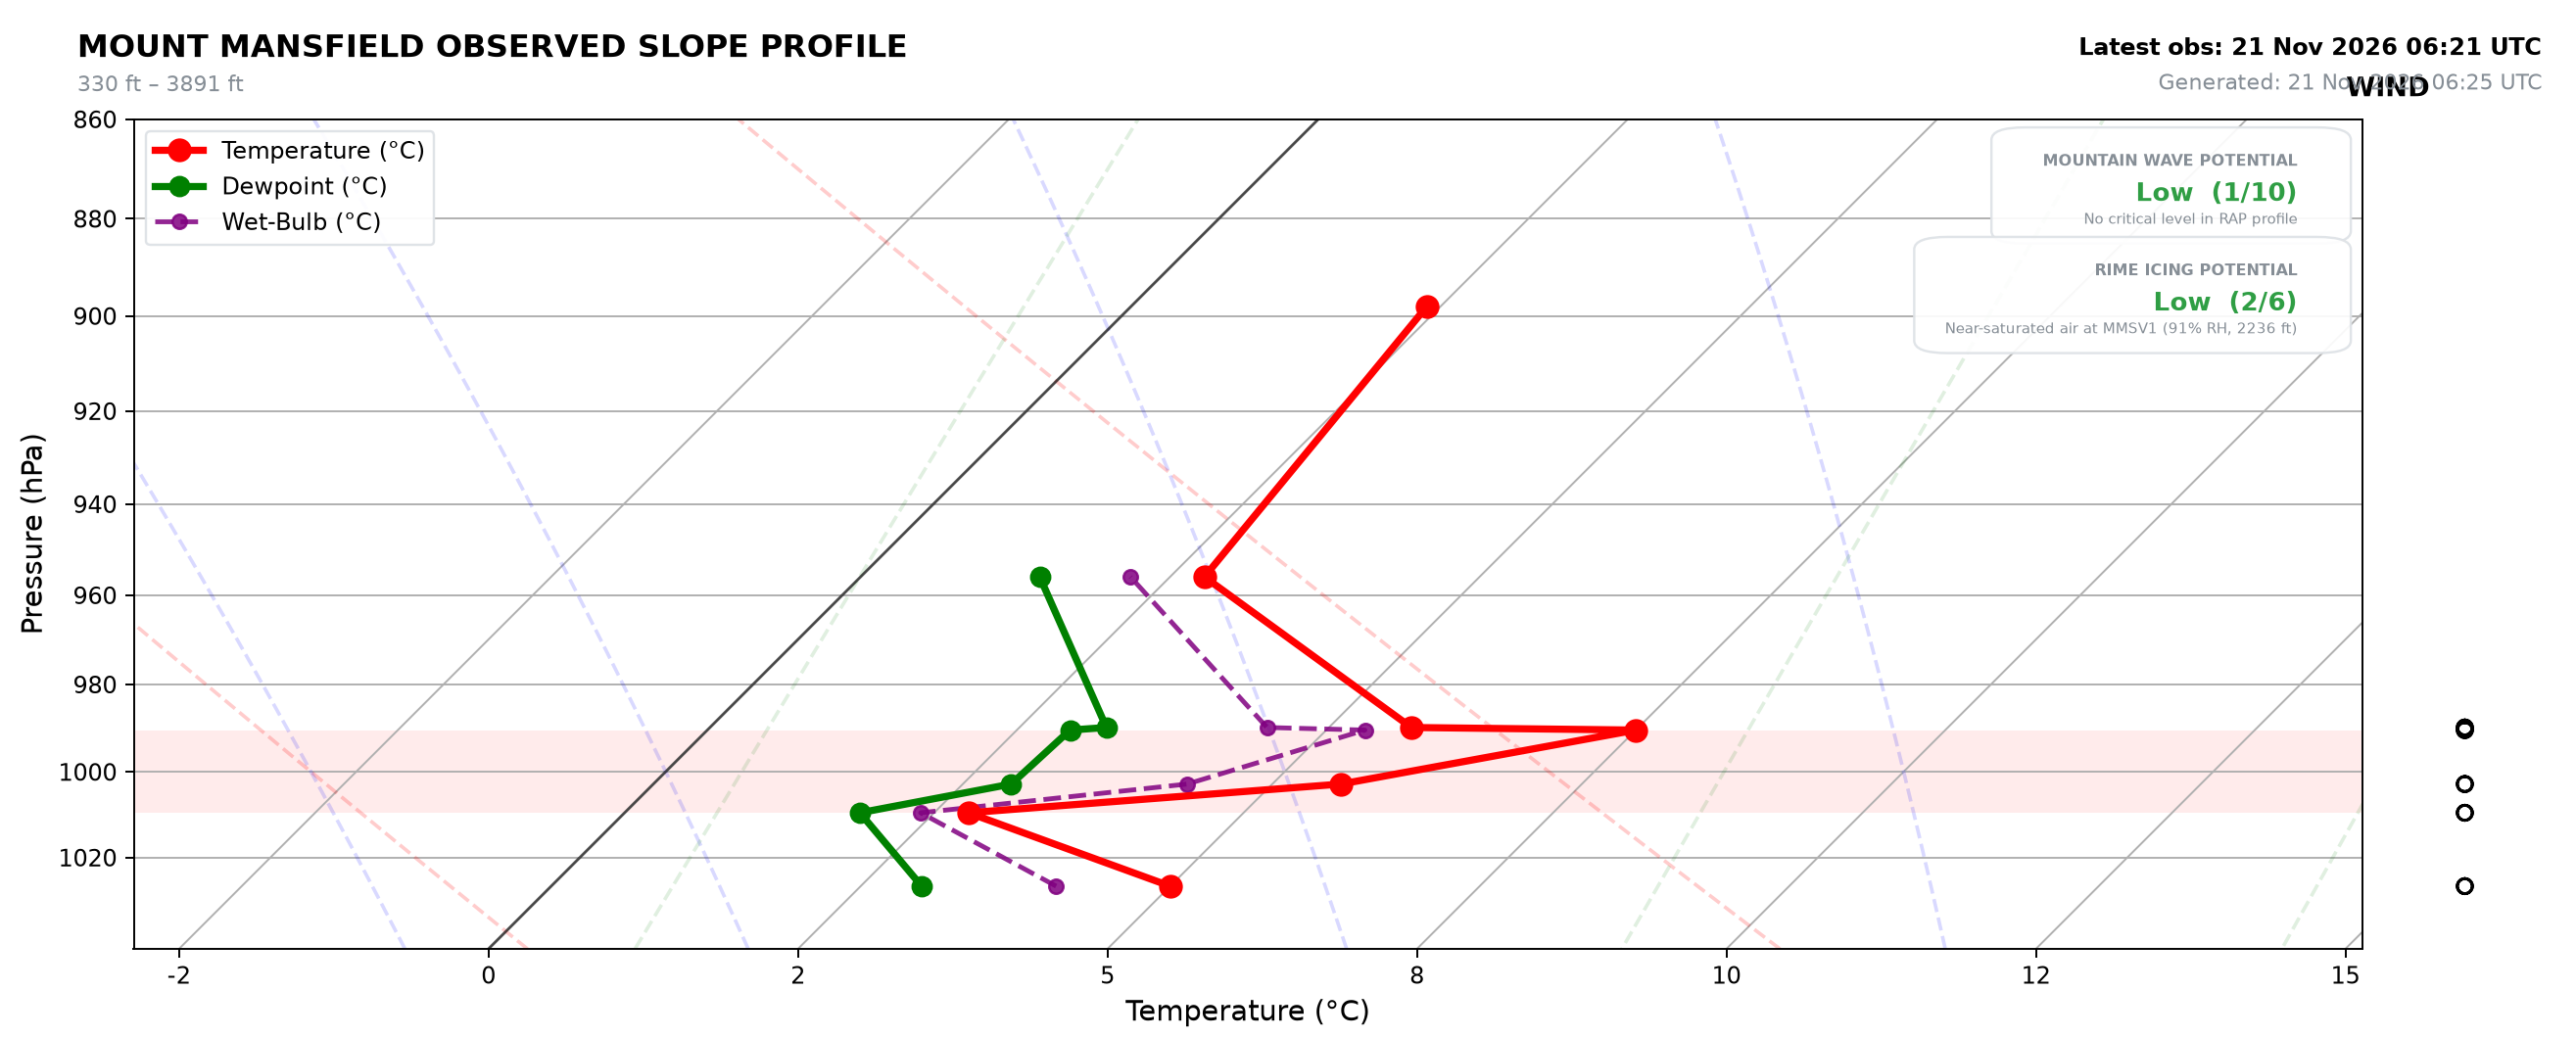 MOUNT MANSFIELD OBSERVED SLOPE PROFILE
330 ft – 3891 ft
Latest obs: 21 Nov 2026 06:21 UTC
Generated: 21 Nov 2026 06:25 UTC
WIND
Temperature (°C)
Dewpoint (°C)
Wet-Bulb (°C)
MOUNTAIN WAVE POTENTIAL
Low (1/10)
No critical level in RAP profile
RIME ICING POTENTIAL
Low (2/6)
Near-saturated air at MMSV1 (91% RH, 2236 ft)
Pressure (hPa)
860
880
900
920
940
960
980
1000
1020
-2 0 2 5 8 10 12 15
Temperature (°C)